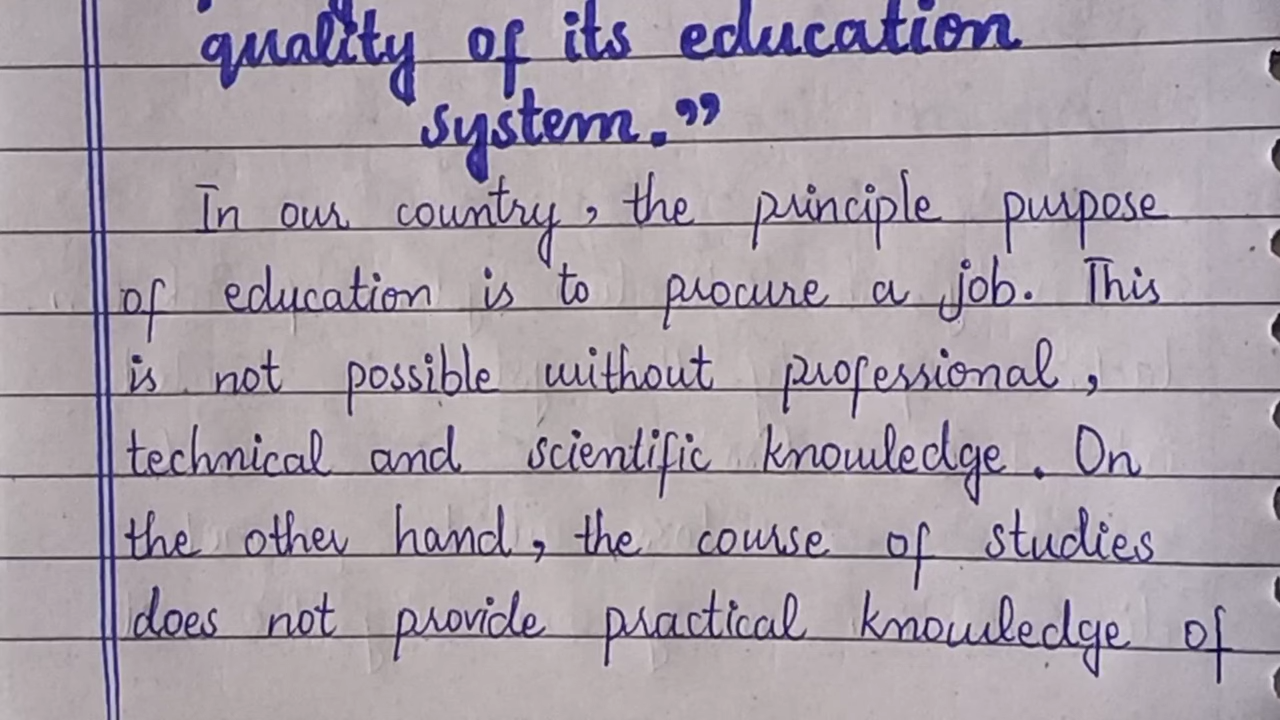 quality of its education
system.”
In our country, the principle purpose
of education is to procure a job. This
is not possible without professional,
technical and scientific knowledge. On
the other hand, the course of studies
does not provide practical knowledge of